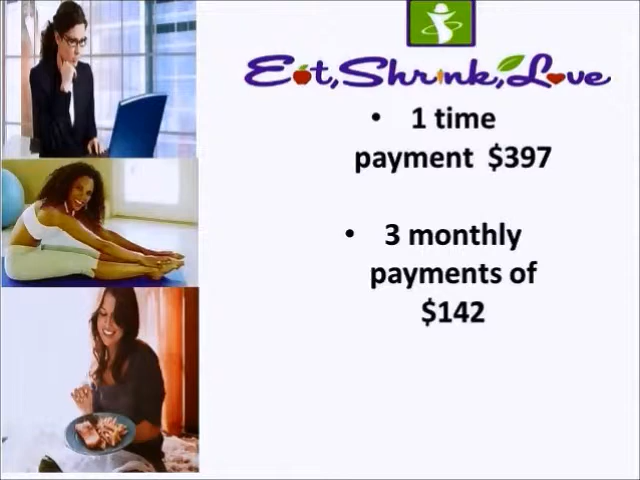 Eat, Shrink, Love
• 1 time
payment $397
• 3 monthly
payments of
$142